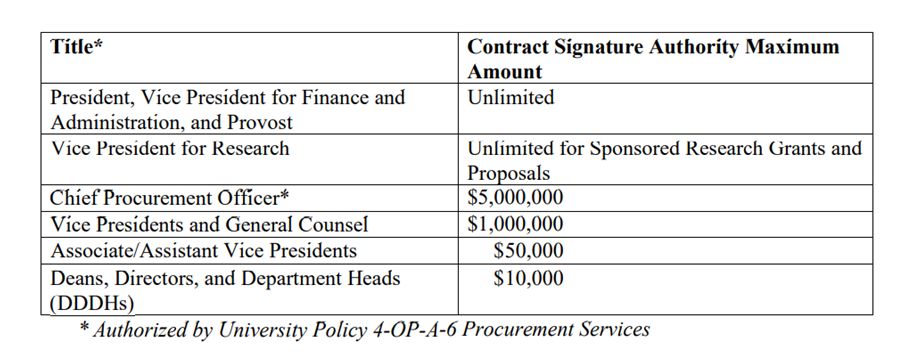 Title*
Contract Signature Authority Maximum
Amount
President, Vice President for Finance and
Administration, and Provost
Unlimited
Vice President for Research
Unlimited for Sponsored Research Grants and
Proposals
Chief Procurement Officer*
$5,000,000
Vice Presidents and General Counsel
$1,000,000
Associate/Assistant Vice Presidents
$50,000
Deans, Directors, and Department Heads
(DDDHs)
$10,000
* Authorized by University Policy 4-OP-A-6 Procurement Services